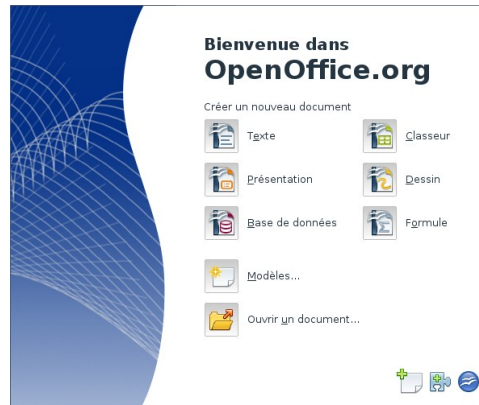 Bienvenue dans
OpenOffice.org
Créer un nouveau document
Texte
Classeur
Présentation
Dessin
Base de données
Formule
Modèles...
Ouvrir un document...